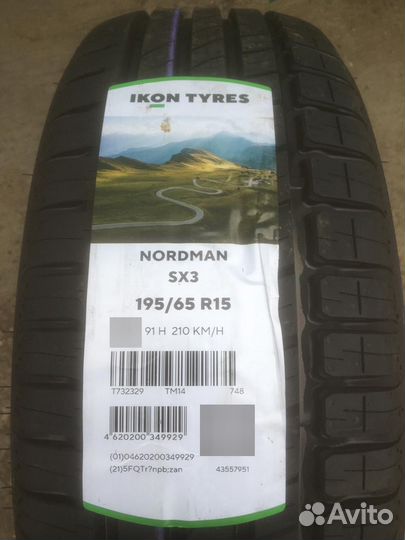 IKON TYRES
NORDMAN
SX3
195/65 R15
91 H 210 KM/H
T732329 TM14 748
4 620200 349929
(01)04620200349929
(21)5FQTr?npb;zan 43557951
Avito